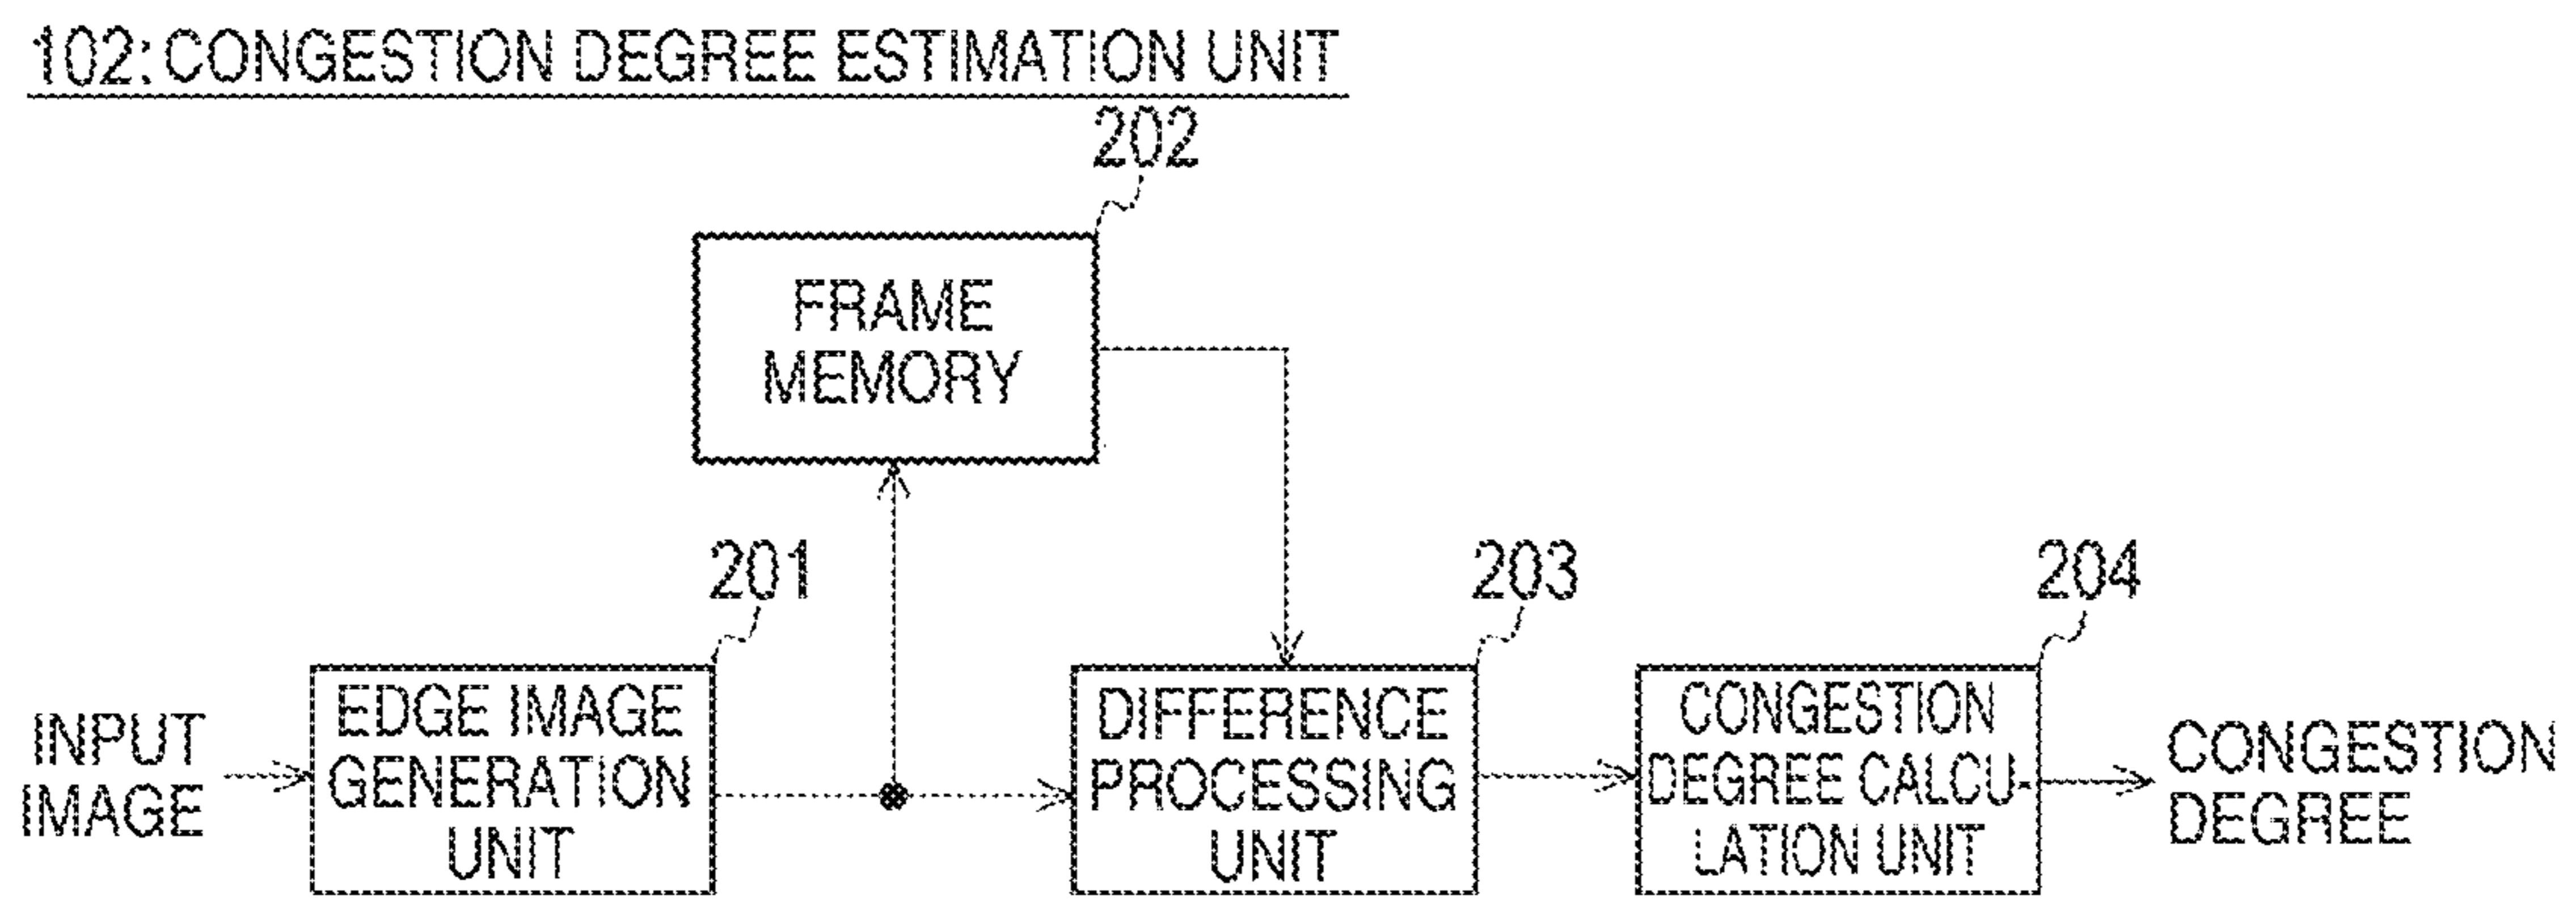 102: CONGESTION DEGREE ESTIMATION UNIT
202
FRAME
MEMORY
201
203
204
INPUT
IMAGE
EDGE IMAGE
GENERATION
UNIT
DIFFERENCE
PROCESSING
UNIT
CONGESTION
DEGREE CALCU-
LATION UNIT
CONGESTION
DEGREE